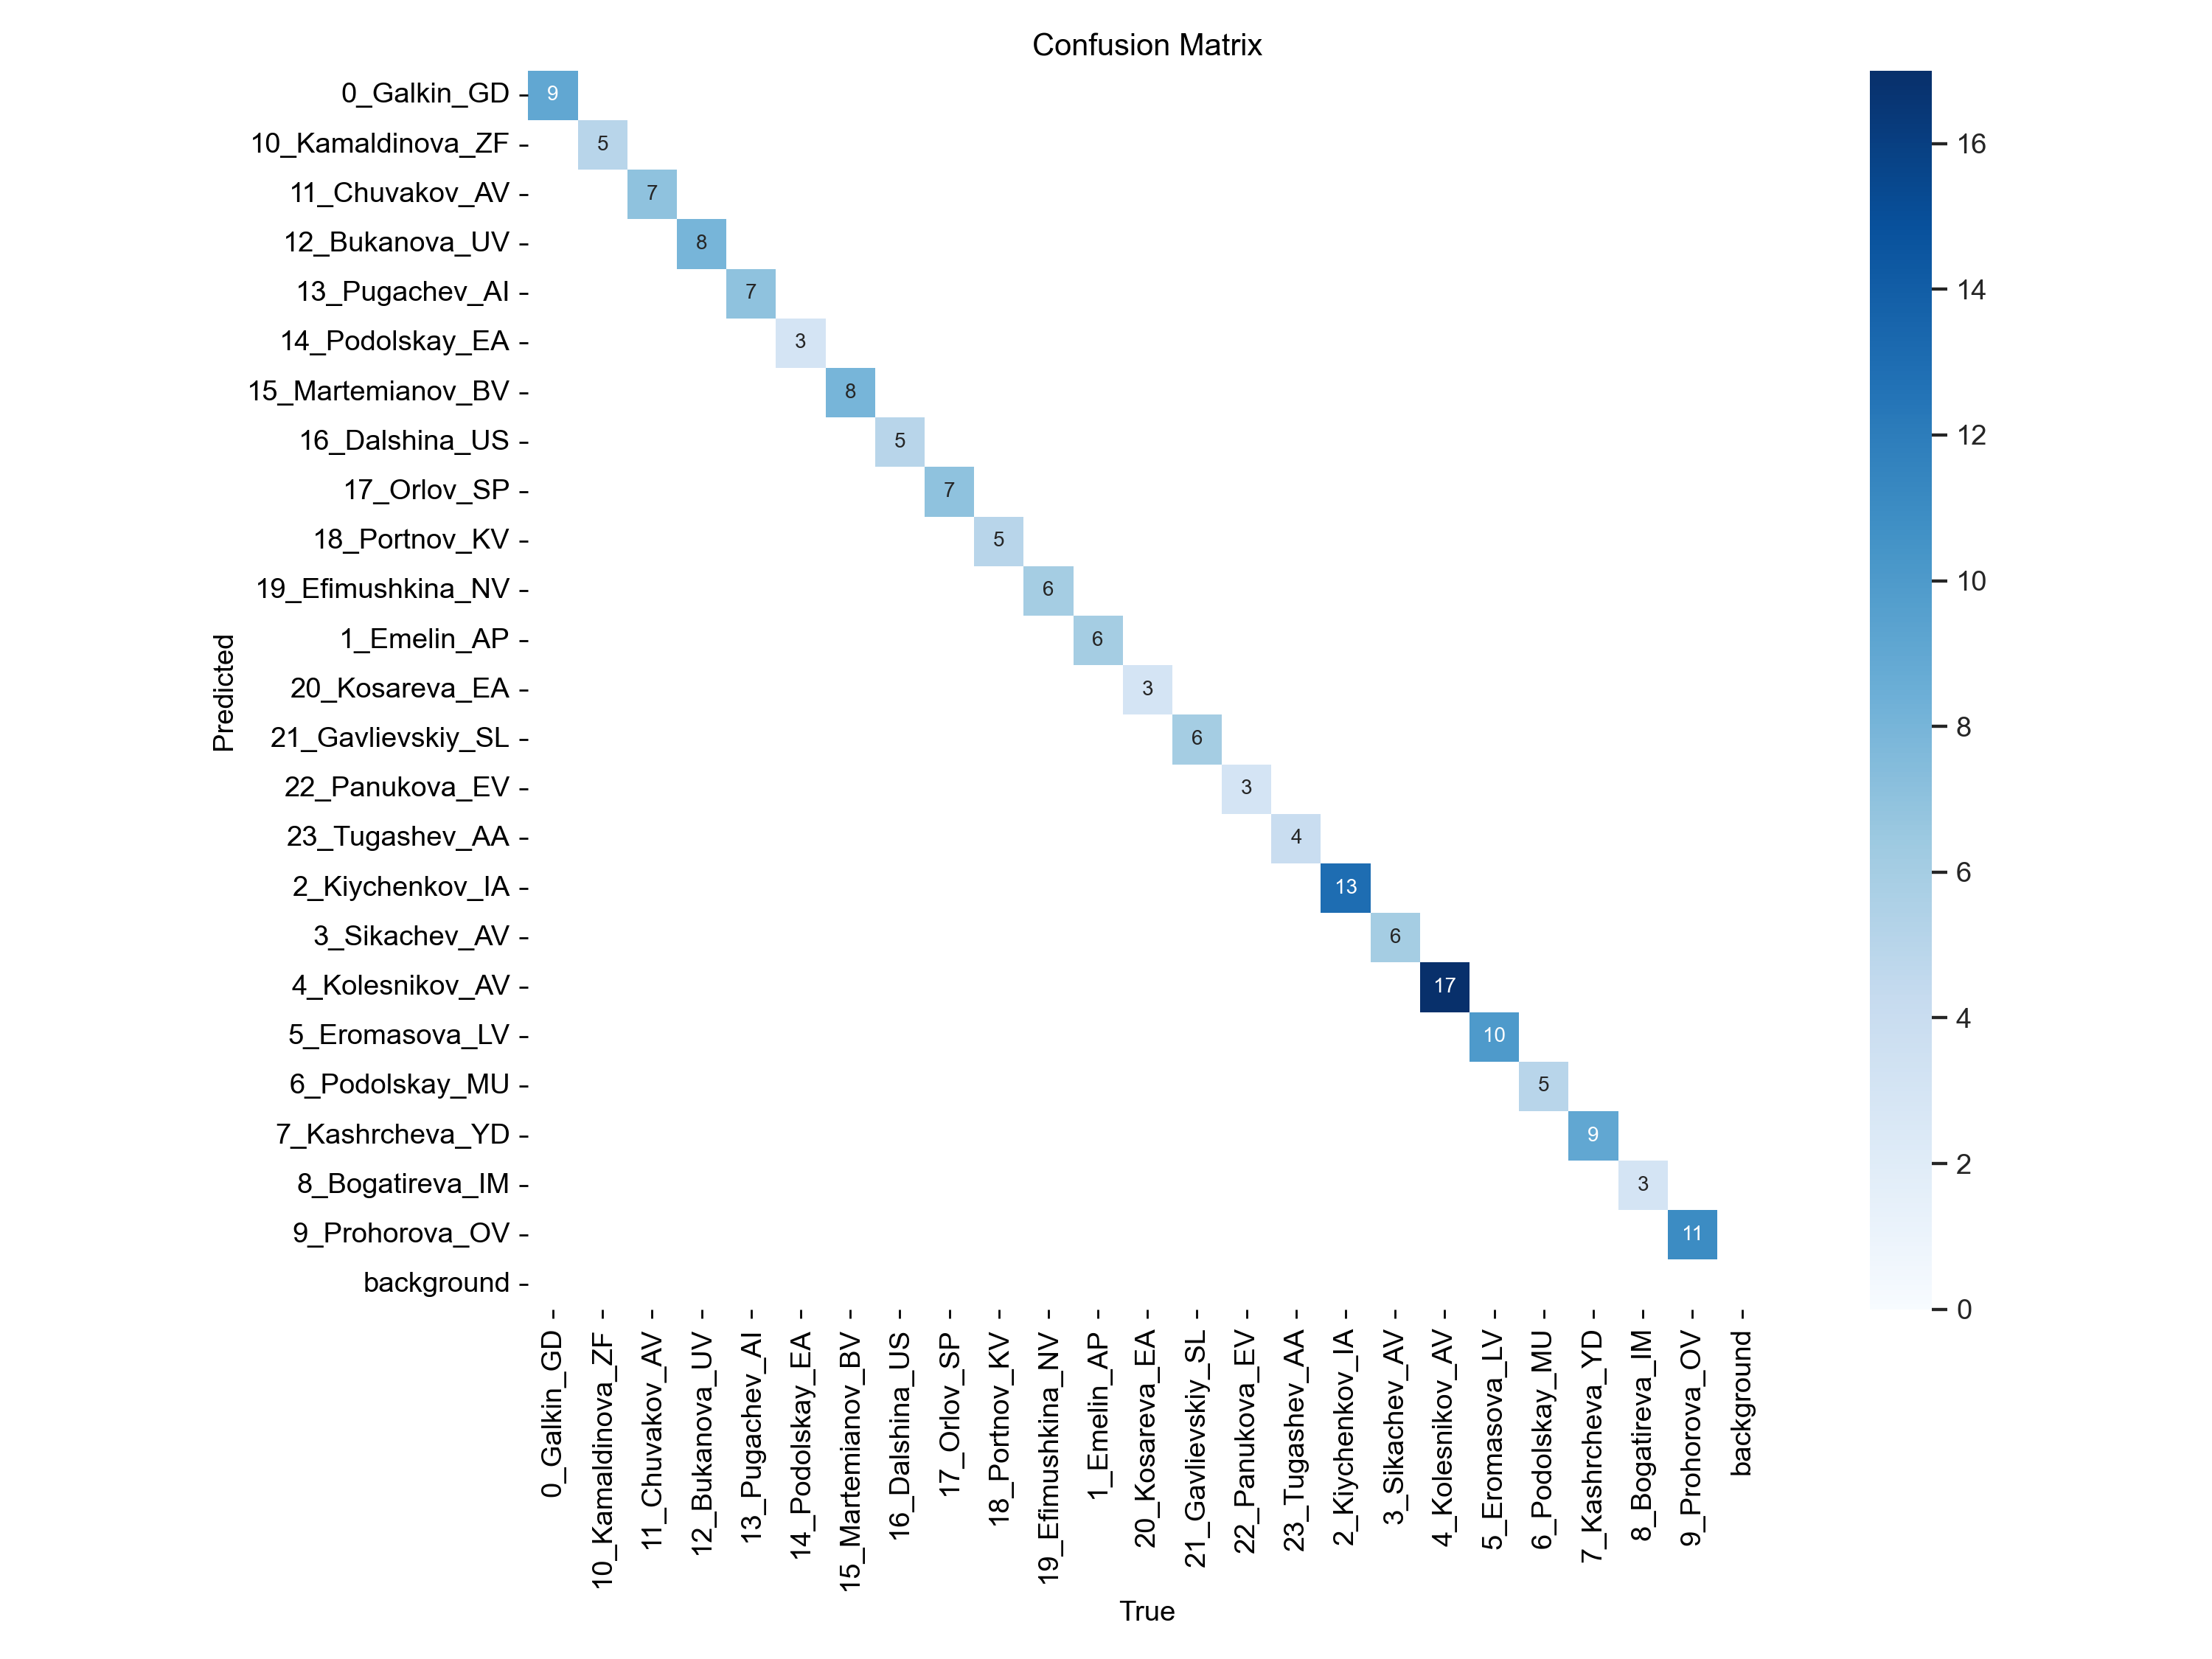 Confusion Matrix
0_Galkin_GD
10_Kamaldinova_ZF
11_Chuvakov_AV
12_Bukanova_UV
13_Pugachev_AI
14_Podolskay_EA
15_Martemianov_BV
16_Dalshina_US
17_Orlov_SP
18_Portnov_KV
19_Efimushkina_NV
1_Emelin_AP
20_Kosareva_EA
21_Gavlievskiy_SL
22_Panukova_EV
23_Tugashev_AA
2_Kiychenkov_IA
3_Sikachev_AV
4_Kolesnikov_AV
5_Eromasova_LV
6_Podolskay_MU
7_Kashrcheva_YD
8_Bogatireva_IM
9_Prohorova_OV
background
Predicted
9
5
7
8
7
3
8
5
7
5
6
6
3
6
3
4
13
6
17
10
5
9
3
11
16
14
12
10
8
6
4
2
0
0_Galkin_GD
10_Kamaldinova_ZF
11_Chuvakov_AV
12_Bukanova_UV
13_Pugachev_AI
14_Podolskay_EA
15_Martemianov_BV
16_Dalshina_US
17_Orlov_SP
18_Portnov_KV
19_Efimushkina_NV
1_Emelin_AP
20_Kosareva_EA
21_Gavlievskiy_SL
22_Panukova_EV
23_Tugashev_AA
2_Kiychenkov_IA
3_Sikachev_AV
4_Kolesnikov_AV
5_Eromasova_LV
6_Podolskay_MU
7_Kashrcheva_YD
8_Bogatireva_IM
9_Prohorova_OV
background
True